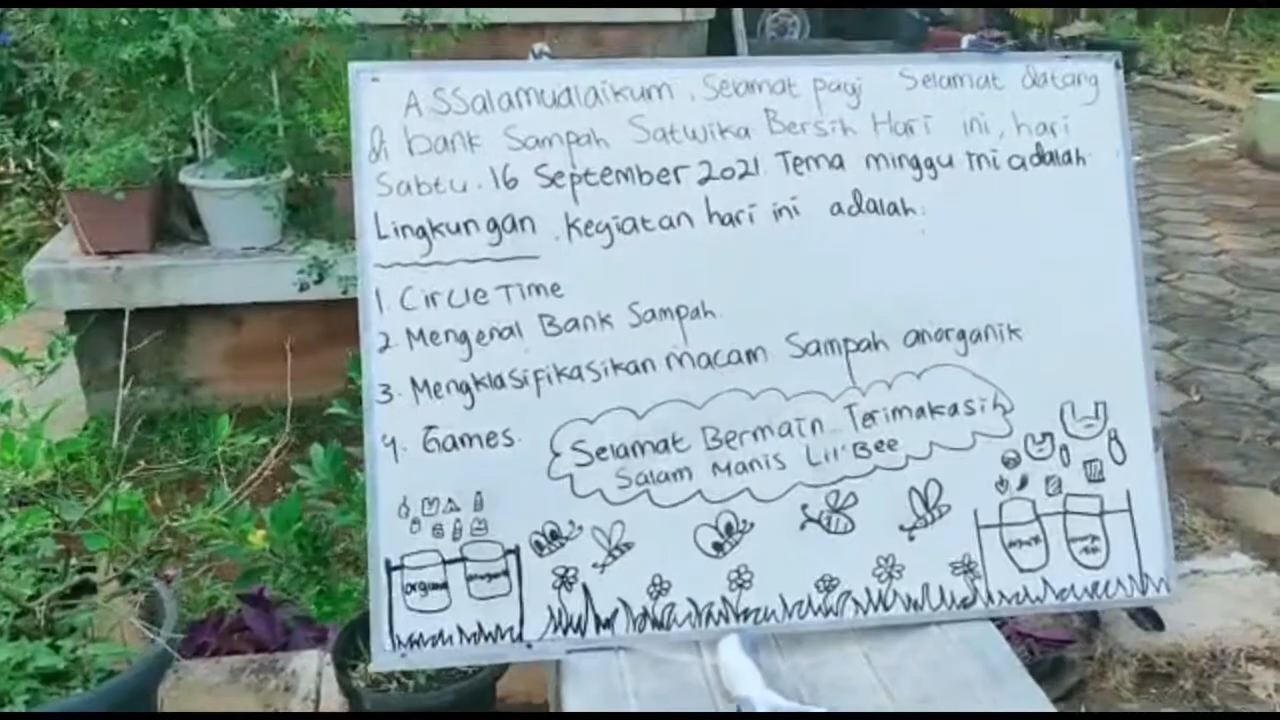 Assalamualaikum. Selamat pagi Selamat datang
di bank Sampah Satwika Bersih Hari ini, hari
Sabtu. 16 September 2021. Tema minggu ini adalah
Lingkungan. Kegiatan hari ini adalah:
1. Circle Time
2. Mengenal Bank Sampah.
3. Mengklasifikasikan macam Sampah anorganik
4. Games.
Selamat Bermain Terimakasih
Salam Manis Lil'Bee